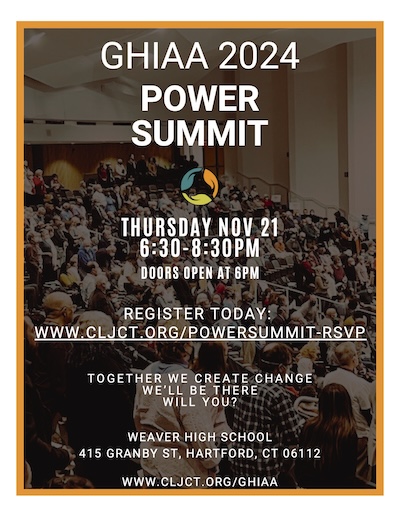 GHIAA 2024
POWER
SUMMIT
THURSDAY NOV 21
6:30-8:30PM
DOORS OPEN AT 6PM
REGISTER TODAY:
WWW.CLJCT.ORG/POWERSUMMIT-RSVP
TOGETHER WE CREATE CHANGE
WE'LL BE THERE
WILL YOU?
WEAVER HIGH SCHOOL
415 GRANBY ST, HARTFORD, CT 06112
WWW.CLJCT.ORG/GHIAA